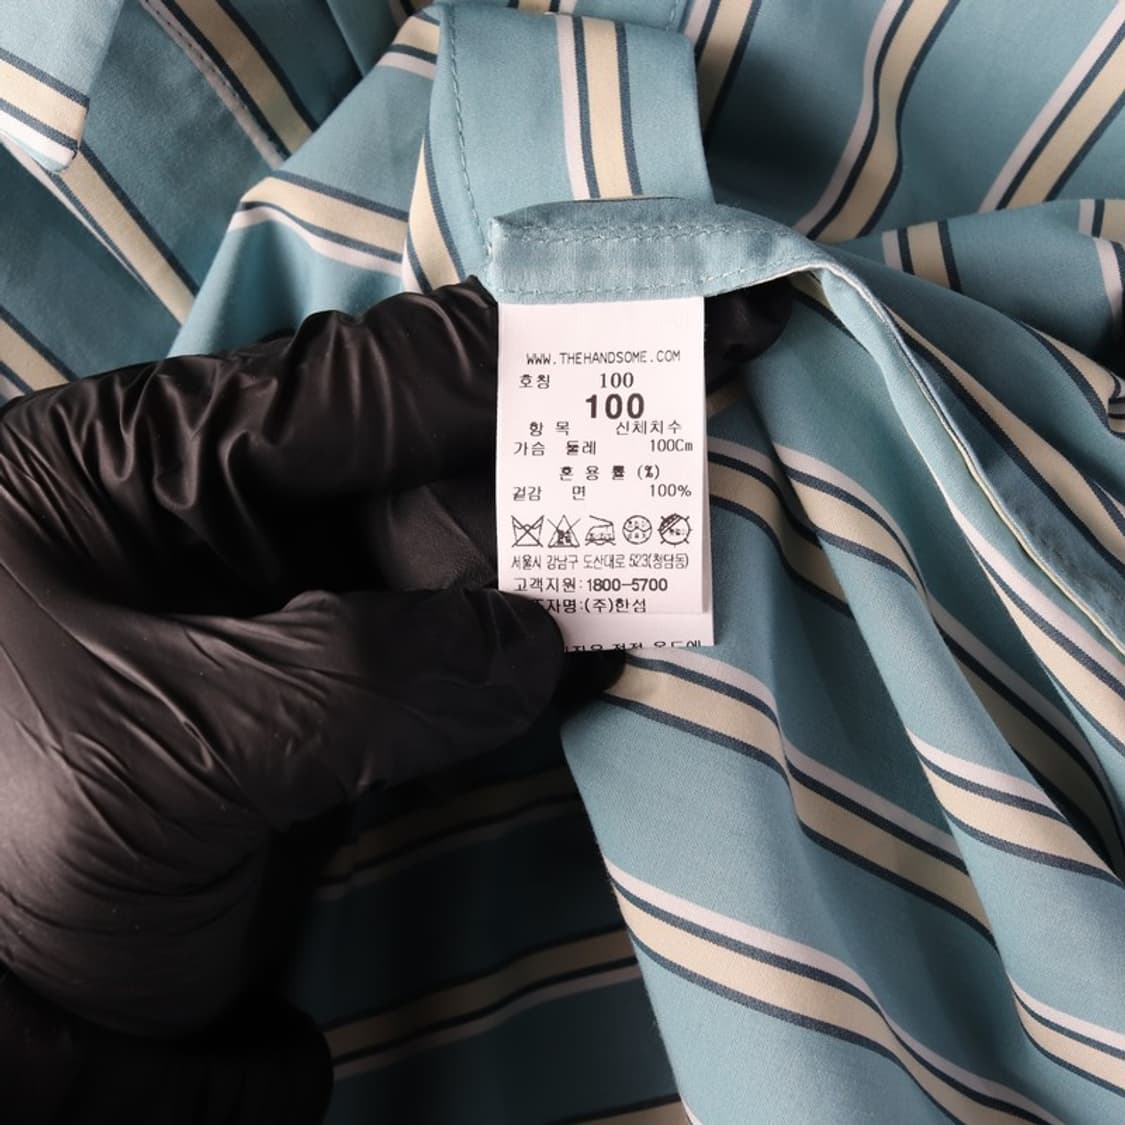 WWW.THEHANDSOME.COM
호칭 100
100
항 목 신체치수
가슴 둘레 100Cm
혼 용 률 (%)
겉감 면 100%
서울시 강남구 도산대로 523(청담동)
고객지원:1800-5700
자명:(주)한섬